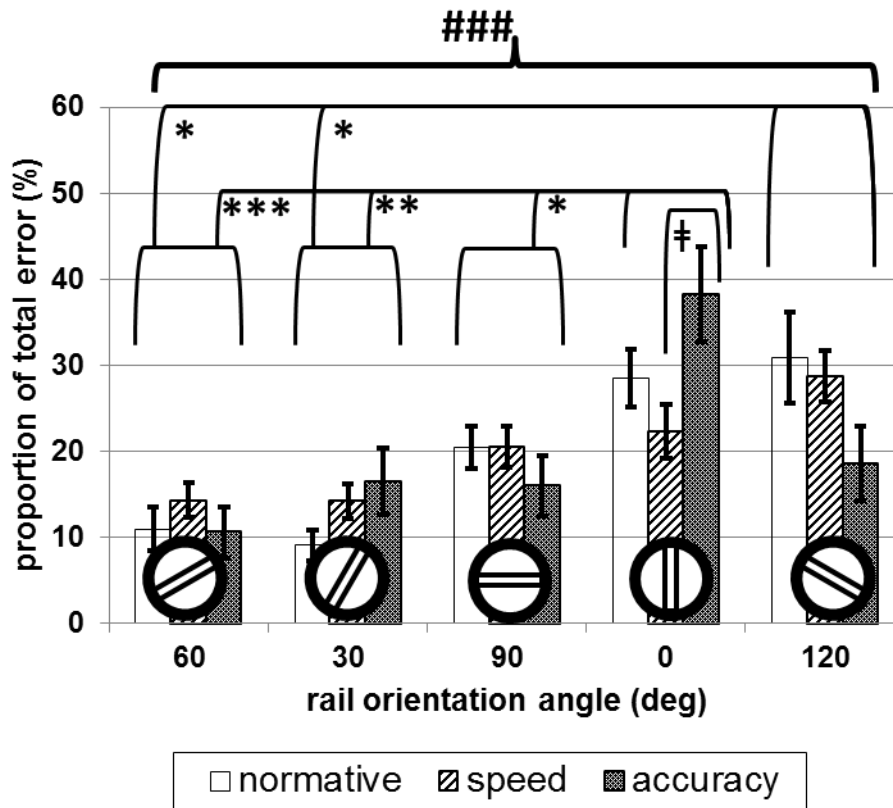 ###
proportion of total error (%)
60
50
40
30
20
10
0
* *
*** ** *
ǂ
60 30 90 0 120
rail orientation angle (deg)
normative speed accuracy